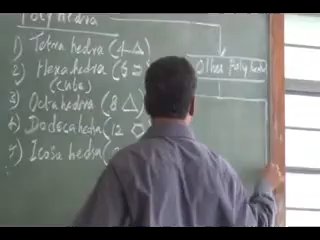 Polyhedra
1) Tetra hedra (4 △)
Other Polyhedra
2) Hexahedra (6 □
(cube)
3) Octahedra (8 △)
4) Dodecahedra (12 ⬠
5) Icosa hedra (